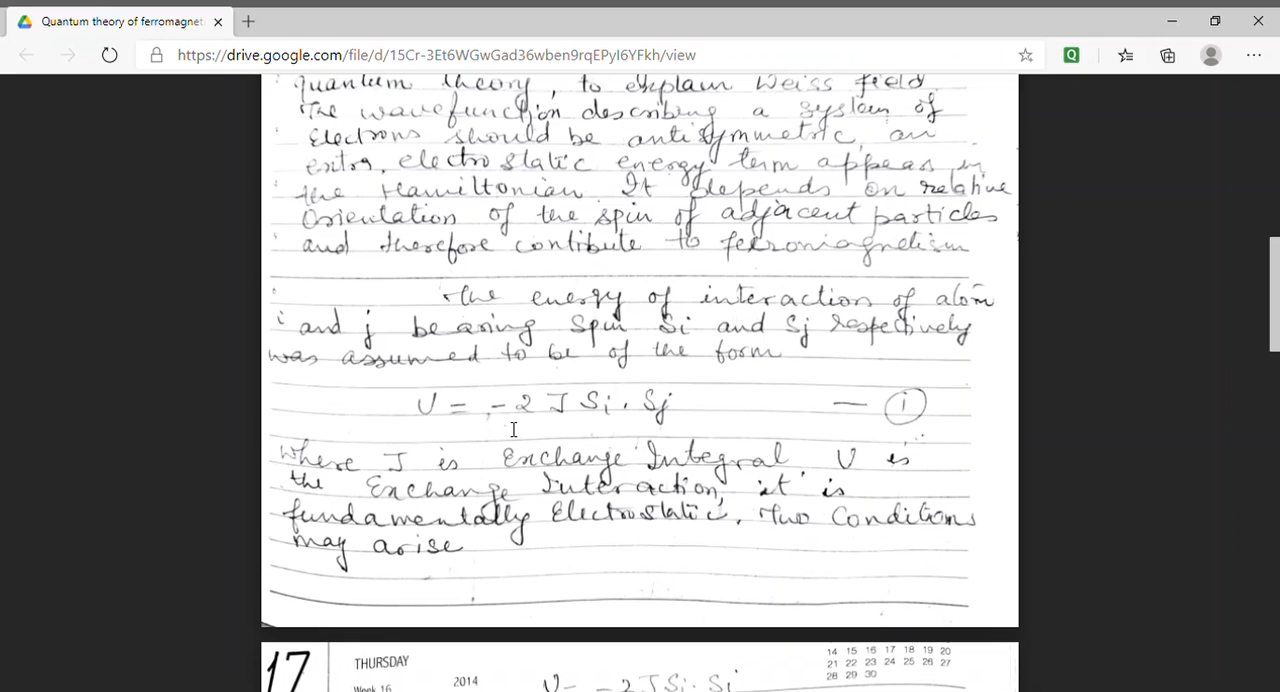 Quantum theory of ferromagnet
https://drive.google.com/file/d/15Cr-3Et6WGwGad36wben9rqEPyI6YFkh/view
Quantum theory, to explain Weiss field.
The wavefunction describing a system of
Electrons should be antisymmetric, an
extra, electrostatic energy term appears in
the Hamiltonian It depends on relative
Orientation of the spin of adjacent particles
and therefore contibute to ferromagnetism
The energy of interaction of atom
i and j bearing Spin Si and Sj respectively
was assumed to be of the form
U = -2 J Si . Sj — (i)
Where J is Exchange Integral, U is
the Exchange Interaction, it is
fundamentally Electrostatic. Two Conditions
may arise
17 THURSDAY
14 15 16 17 18 19 20
21 22 23 24 25 26 27
28 29 30
Week 16 2014
U= -2 J Si . Sj